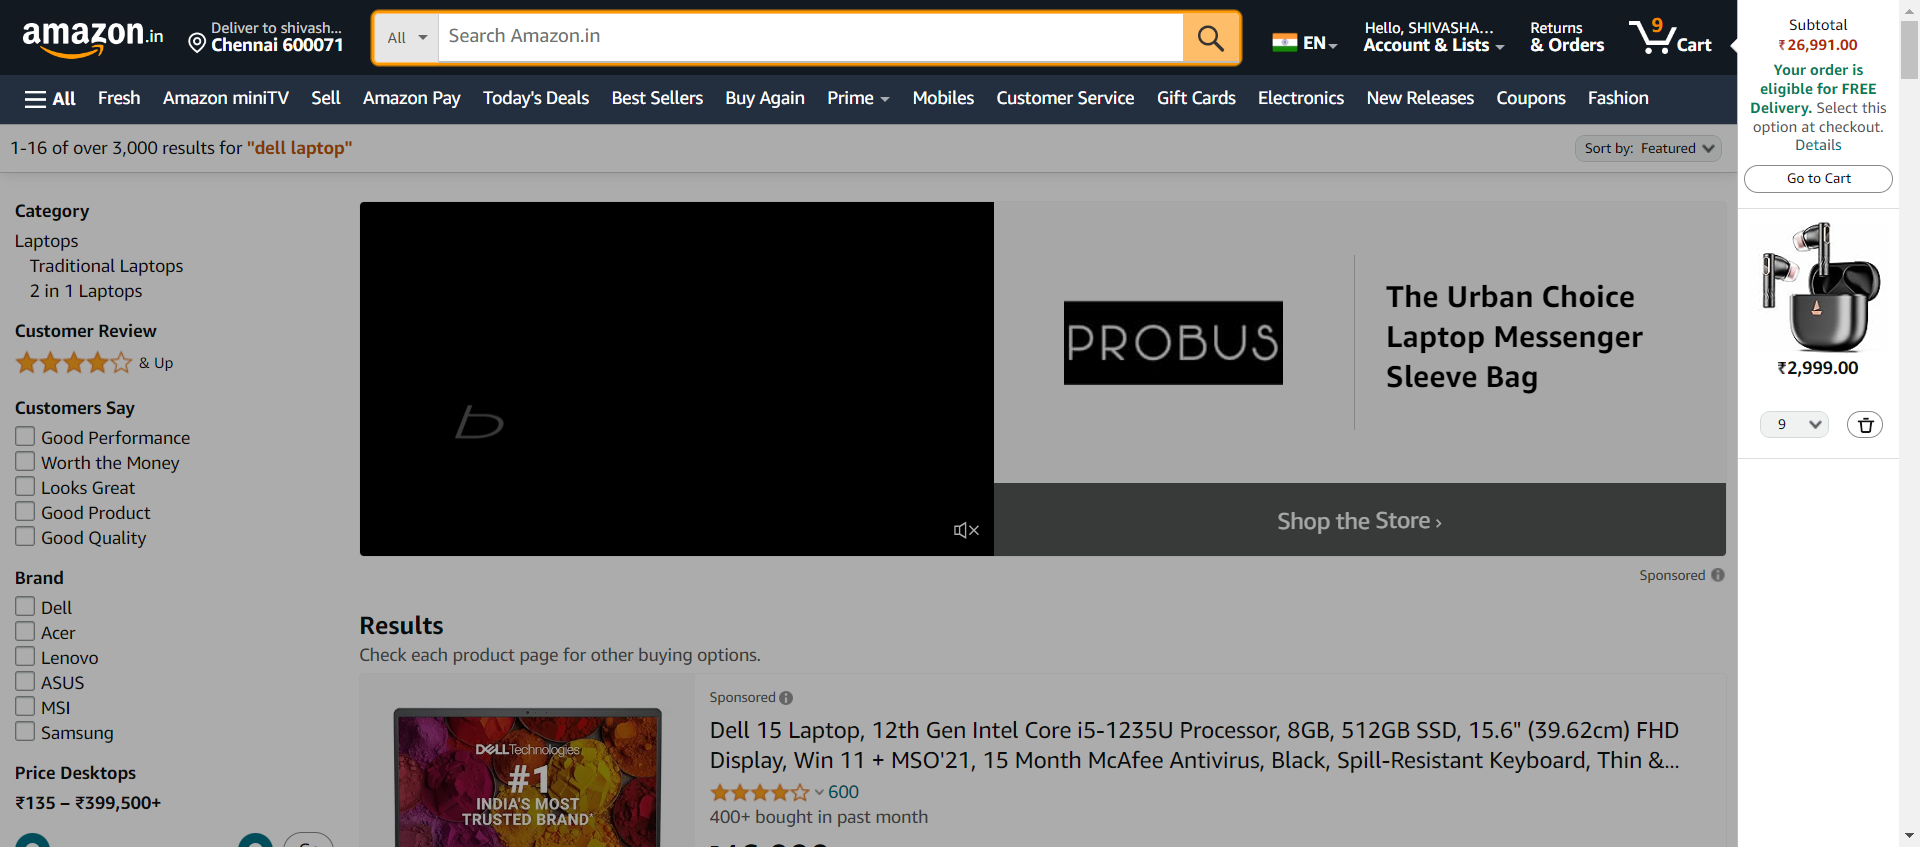 amazon.in
Deliver to shivash...
Chennai 600071
All
Search Amazon.in
EN
Hello, SHIVASHA...
Account & Lists
Returns
& Orders
9
Cart
All
Fresh
Amazon miniTV
Sell
Amazon Pay
Today's Deals
Best Sellers
Buy Again
Prime
Mobiles
Customer Service
Gift Cards
Electronics
New Releases
Coupons
Fashion
1-16 of over 3,000 results for "dell laptop"
Sort by: Featured
Category
Laptops
Traditional Laptops
2 in 1 Laptops
Customer Review
& Up
Customers Say
Good Performance
Worth the Money
Looks Great
Good Product
Good Quality
Brand
Dell
Acer
Lenovo
ASUS
MSI
Samsung
Price Desktops
₹135 – ₹399,500+
b
PROBUS
The Urban Choice
Laptop Messenger
Sleeve Bag
Shop the Store ›
Sponsored
Results
Check each product page for other buying options.
DELL Technologies
#1
INDIA'S MOST
TRUSTED BRAND*
Sponsored
Dell 15 Laptop, 12th Gen Intel Core i5-1235U Processor, 8GB, 512GB SSD, 15.6" (39.62cm) FHD
Display, Win 11 + MSO'21, 15 Month McAfee Antivirus, Black, Spill-Resistant Keyboard, Thin &...
600
400+ bought in past month
Subtotal
₹26,991.00
Your order is
eligible for FREE
Delivery. Select this
option at checkout.
Details
Go to Cart
₹2,999.00
9